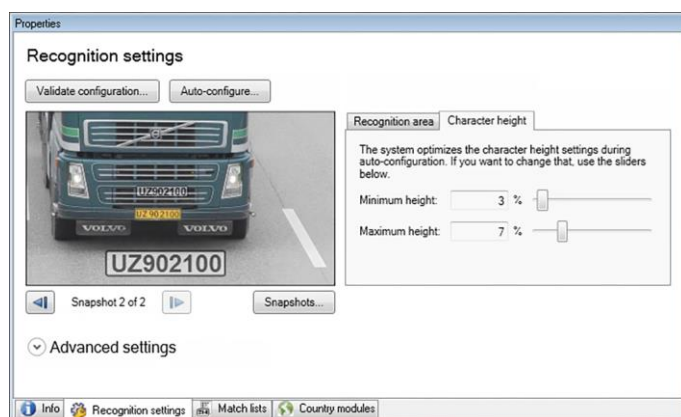 Properties
Recognition settings
Validate configuration...
Auto-configure...
UZ902100
UZ 902100
VOLVO VOLVO
UZ902100
Snapshot 2 of 2
Snapshots...
Recognition area
Character height
The system optimizes the character height settings during
auto-configuration. If you want to change that, use the sliders
below.
Minimum height: 3 %
Maximum height: 7 %
Advanced settings
Info
Recognition settings
Match lists
Country modules